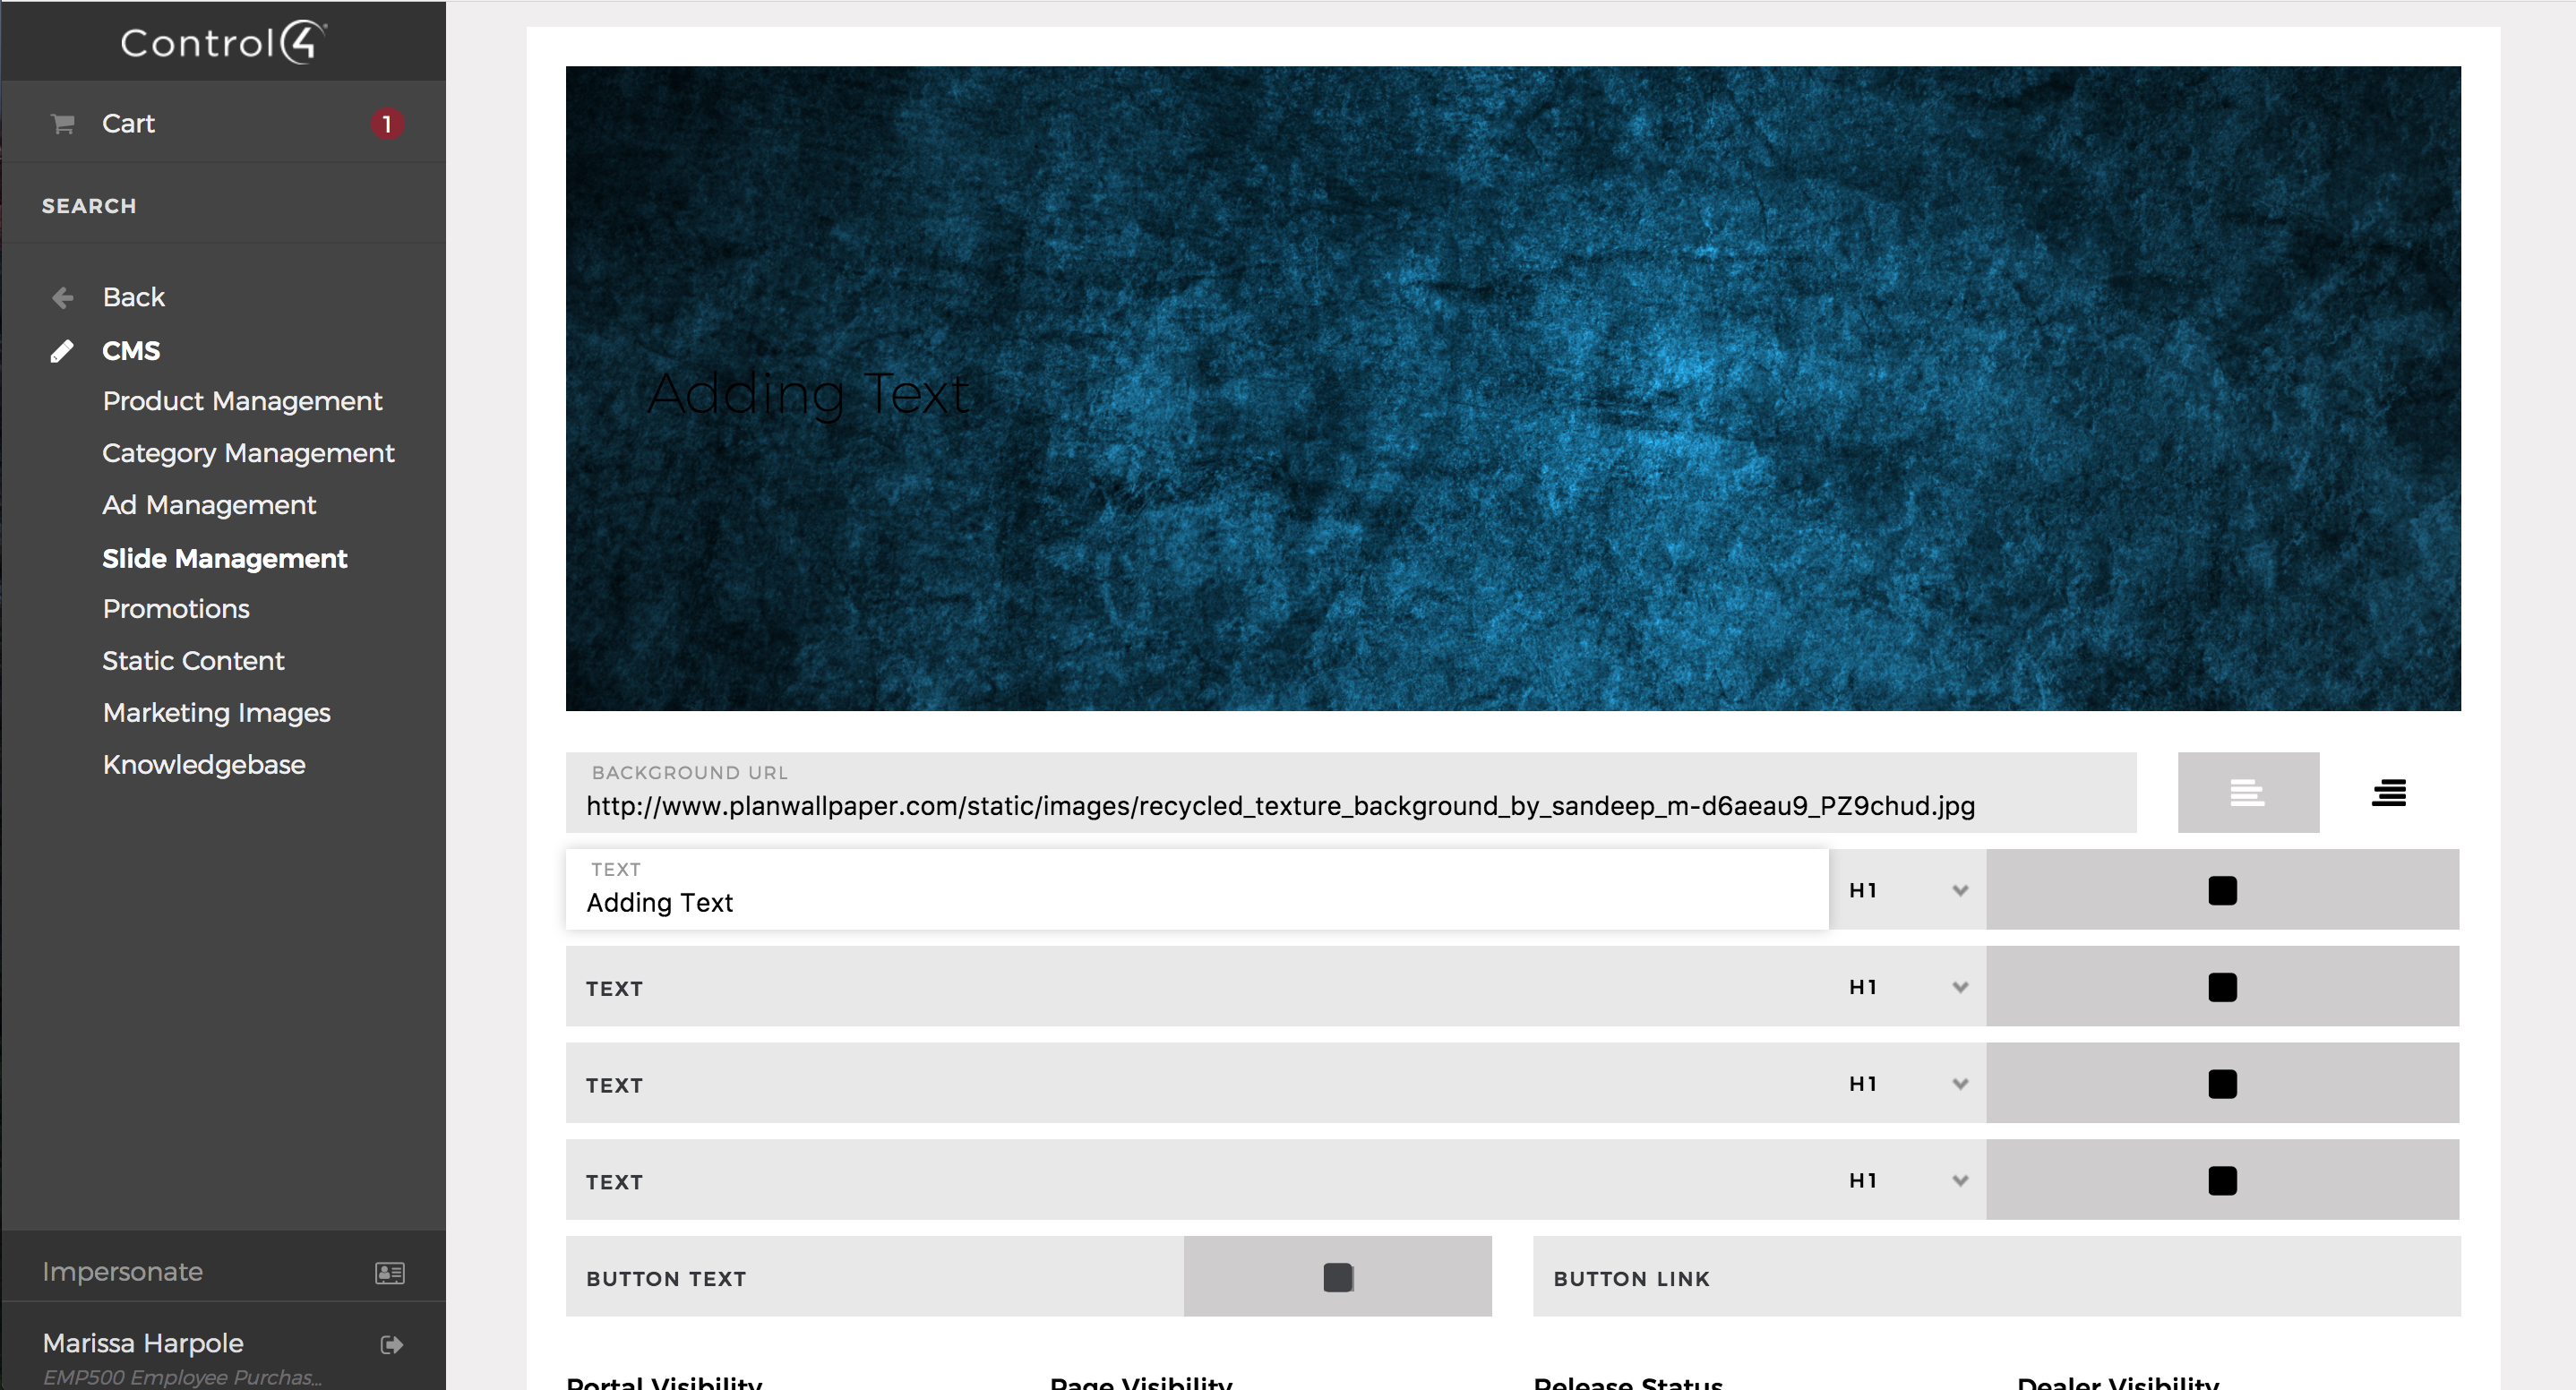 Control4
Cart
1
SEARCH
Back
CMS
Product Management
Category Management
Ad Management
Slide Management
Promotions
Static Content
Marketing Images
Knowledgebase
Impersonate
Marissa Harpole
EMP500 Employee Purchas...
Adding Text
BACKGROUND URL
http://www.planwallpaper.com/static/images/recycled_texture_background_by_sandeep_m-d6aeau9_PZ9chud.jpg
TEXT
Adding Text
H1
TEXT
H1
TEXT
H1
TEXT
H1
BUTTON TEXT
BUTTON LINK
Portal Visibility
Page Visibility
Release Status
Dealer Visibility